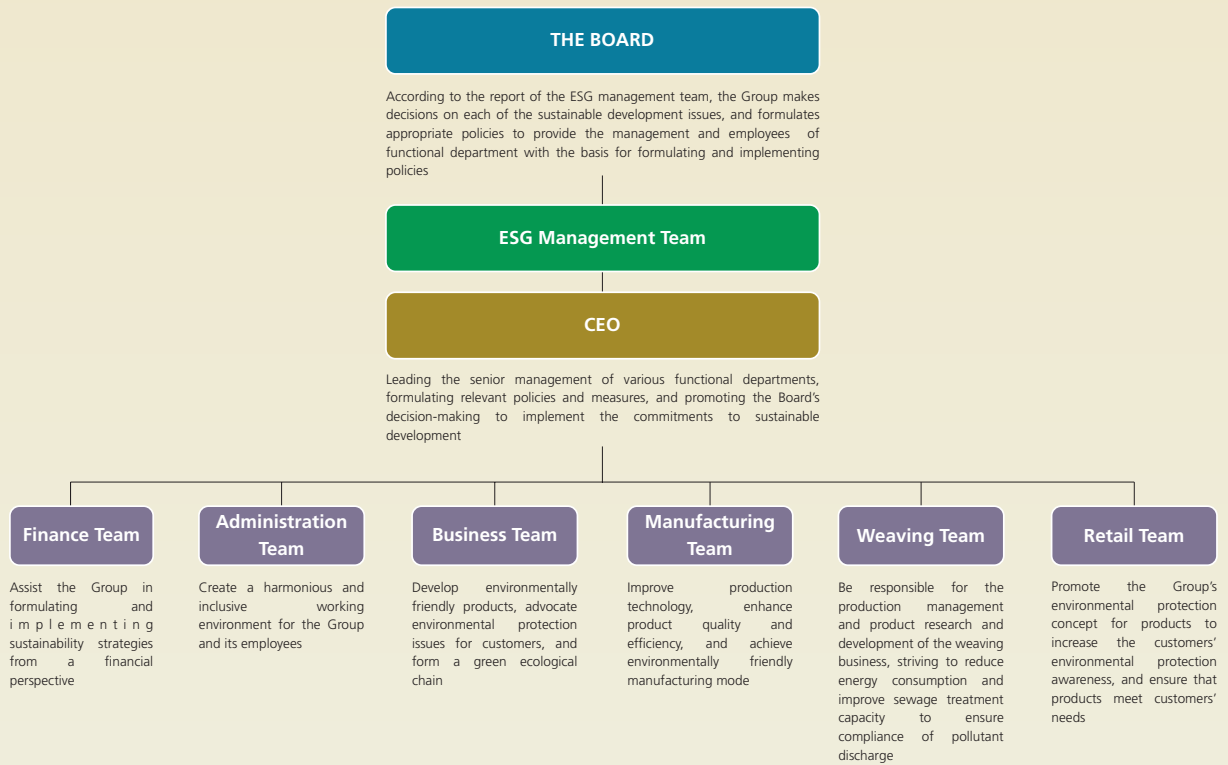 THE BOARD
According to the report of the ESG management team, the Group makes
decisions on each of the sustainable development issues, and formulates
appropriate policies to provide the management and employees of
functional department with the basis for formulating and implementing
policies
ESG Management Team
CEO
Leading the senior management of various functional departments,
formulating relevant policies and measures, and promoting the Board's
decision-making to implement the commitments to sustainable
development
Finance Team
Assist the Group in
formulating and
implementing
sustainability strategies
from a financial
perspective
Administration
Team
Create a harmonious and
inclusive working
environment for the Group
and its employees
Business Team
Develop environmentally
friendly products, advocate
environmental protection
issues for customers, and
form a green ecological
chain
Manufacturing
Team
Improve production
technology, enhance
product quality and
efficiency, and achieve
environmentally friendly
manufacturing mode
Weaving Team
Be responsible for the
production management
and product research and
development of the weaving
business, striving to reduce
energy consumption and
improve sewage treatment
capacity to ensure
compliance of pollutant
discharge
Retail Team
Promote the Group's
environmental protection
concept for products to
increase the customers'
environmental protection
awareness, and ensure that
products meet customers'
needs